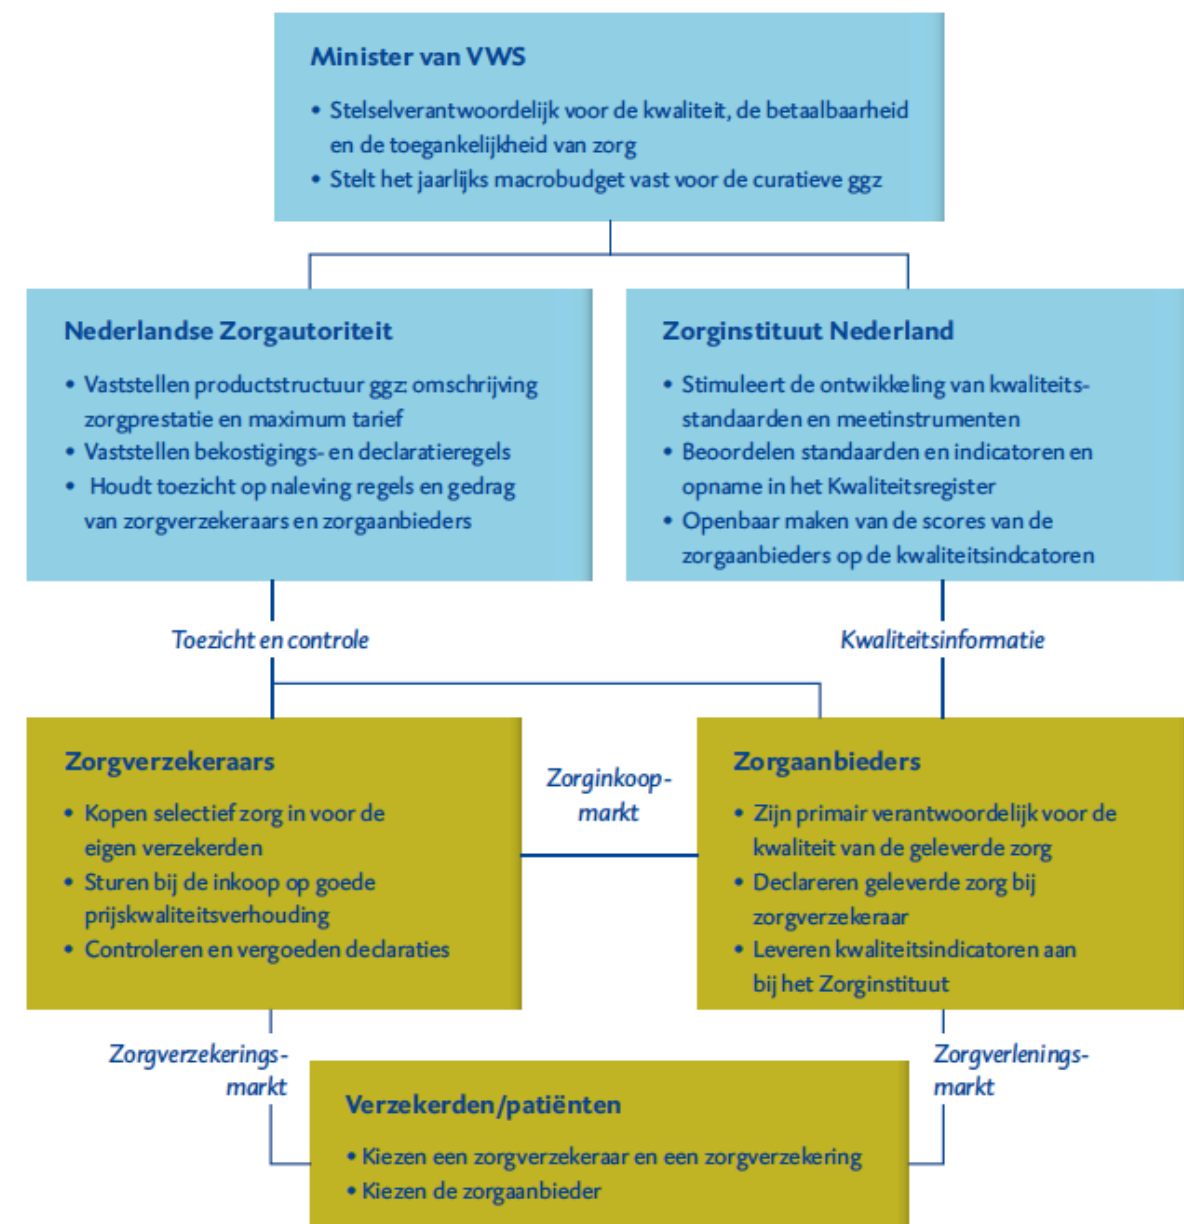 Minister van VWS
• Stelselverantwoordelijk voor de kwaliteit, de betaalbaarheid
en de toegankelijkheid van zorg
• Stelt het jaarlijks macrobudget vast voor de curatieve ggz
Nederlandse Zorgautoriteit
• Vaststellen productstructuur ggz: omschrijving
zorgprestatie en maximum tarief
• Vaststellen bekostigings- en declaratieregels
• Houdt toezicht op naleving regels en gedrag
van zorgverzekeraars en zorgaanbieders
Zorginstituut Nederland
• Stimuleert de ontwikkeling van kwaliteits-
standaarden en meetinstrumenten
• Beoordelen standaarden en indicatoren en
opname in het Kwaliteitsregister
• Openbaar maken van de scores van de
zorgaanbieders op de kwaliteitsindcatoren
Toezicht en controle
Kwaliteitsinformatie
Zorgverzekeraars
• Kopen selectief zorg in voor de
eigen verzekerden
• Sturen bij de inkoop op goede
prijskwaliteitsverhouding
• Controleren en vergoeden declaraties
Zorginkoop-
markt
Zorgaanbieders
• Zijn primair verantwoordelijk voor de
kwaliteit van de geleverde zorg
• Declareren geleverde zorg bij
zorgverzekeraar
• Leveren kwaliteitsindicatoren aan
bij het Zorginstituut
Zorgverzekerings-
markt
Zorgverlenings-
markt
Verzekerden/patiënten
• Kiezen een zorgverzekeraar en een zorgverzekering
• Kiezen de zorgaanbieder